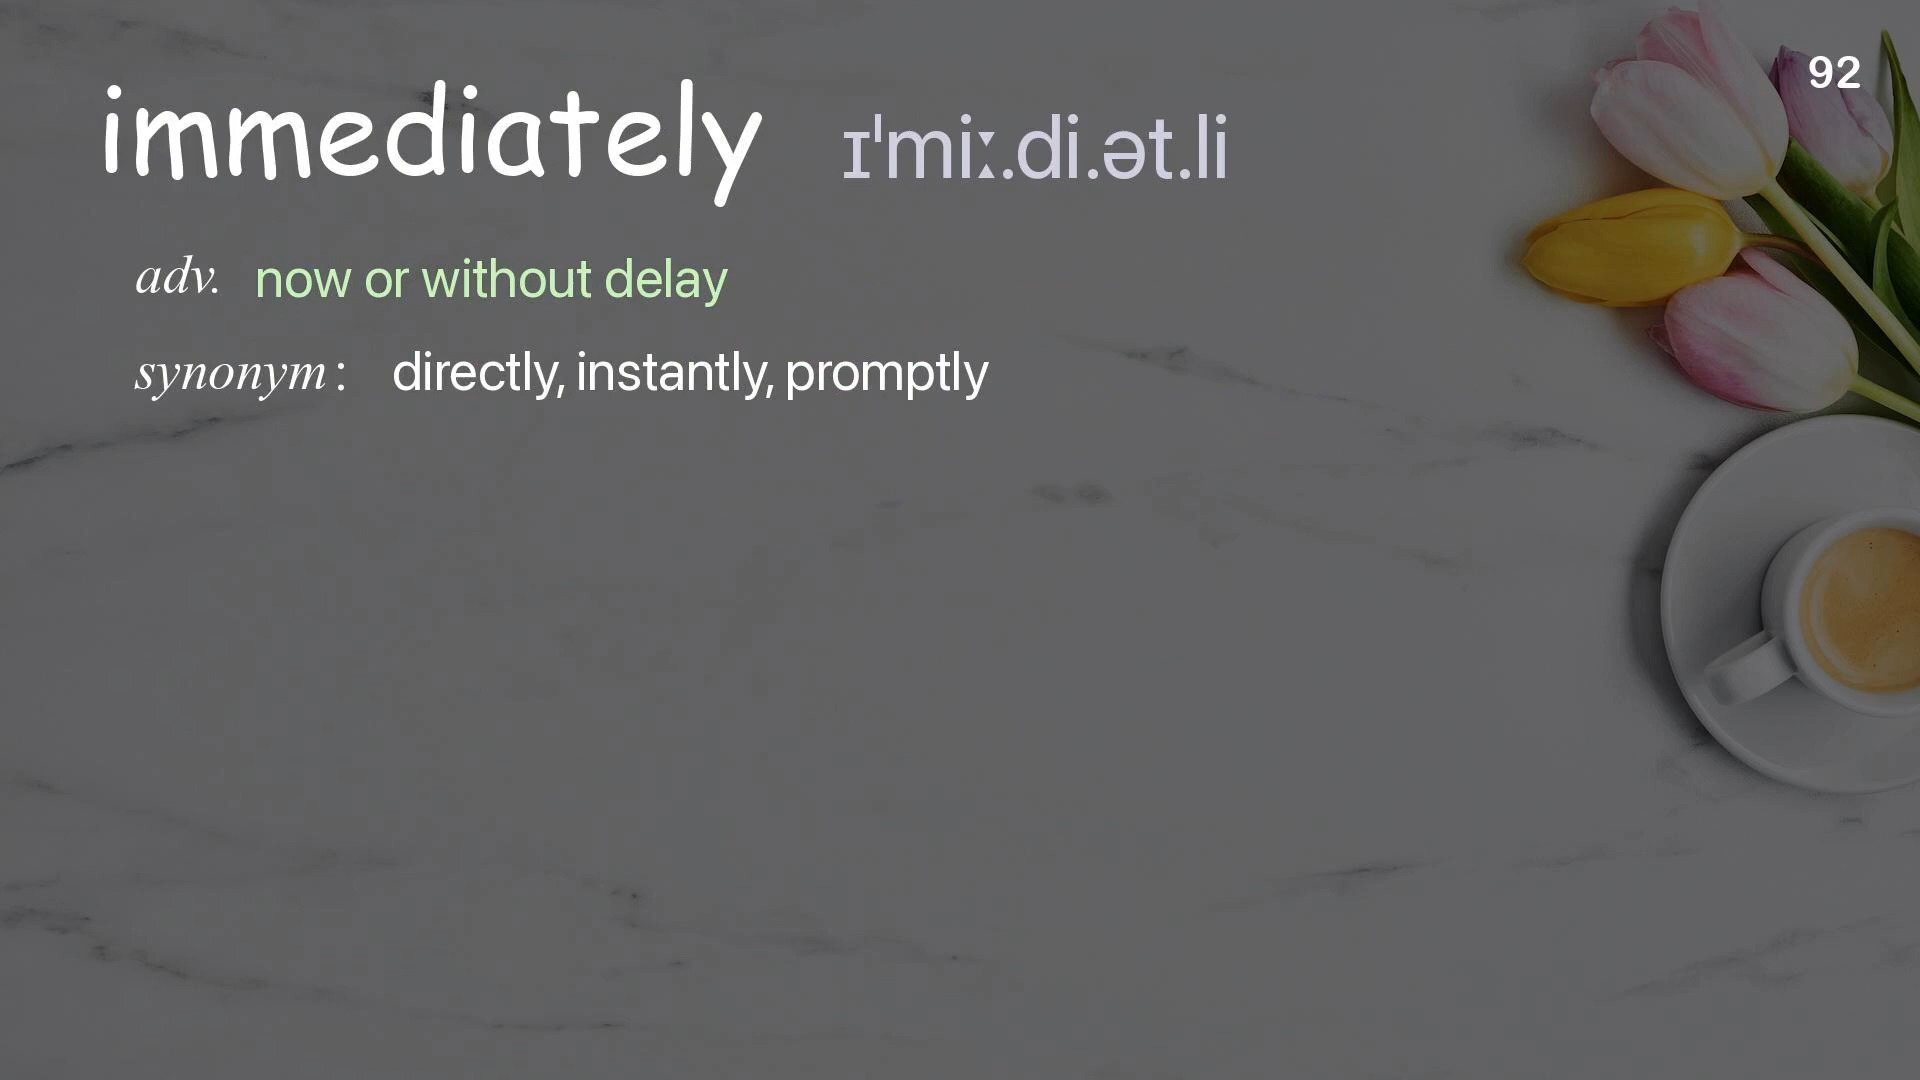 92
immediately ɪˈmiː.di.ət.li
adv. now or without delay
synonym: directly, instantly, promptly